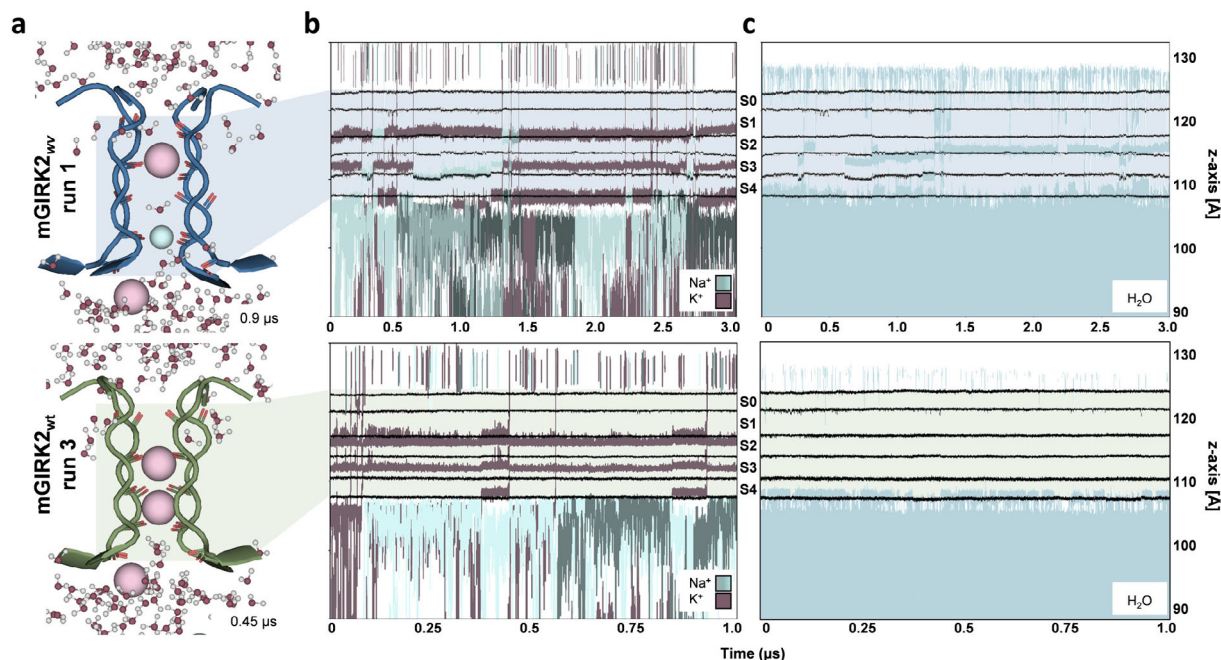 a
b
c
mGIRK2wv
run 1
0.9 µs
S0
S1
S2
S3
S4
Na⁺
K⁺
0 0.5 1.0 1.5 2.0 2.5 3.0
H₂O
0 0.5 1.0 1.5 2.0 2.5 3.0
130
120
110
100
90
z-axis [Å]
mGIRK2wt
run 3
0.45 µs
S0
S1
S2
S3
S4
Na⁺
K⁺
0 0.25 0.5 0.75 1.0
H₂O
0 0.25 0.5 0.75 1.0
130
120
110
100
90
z-axis [Å]
Time (µs)